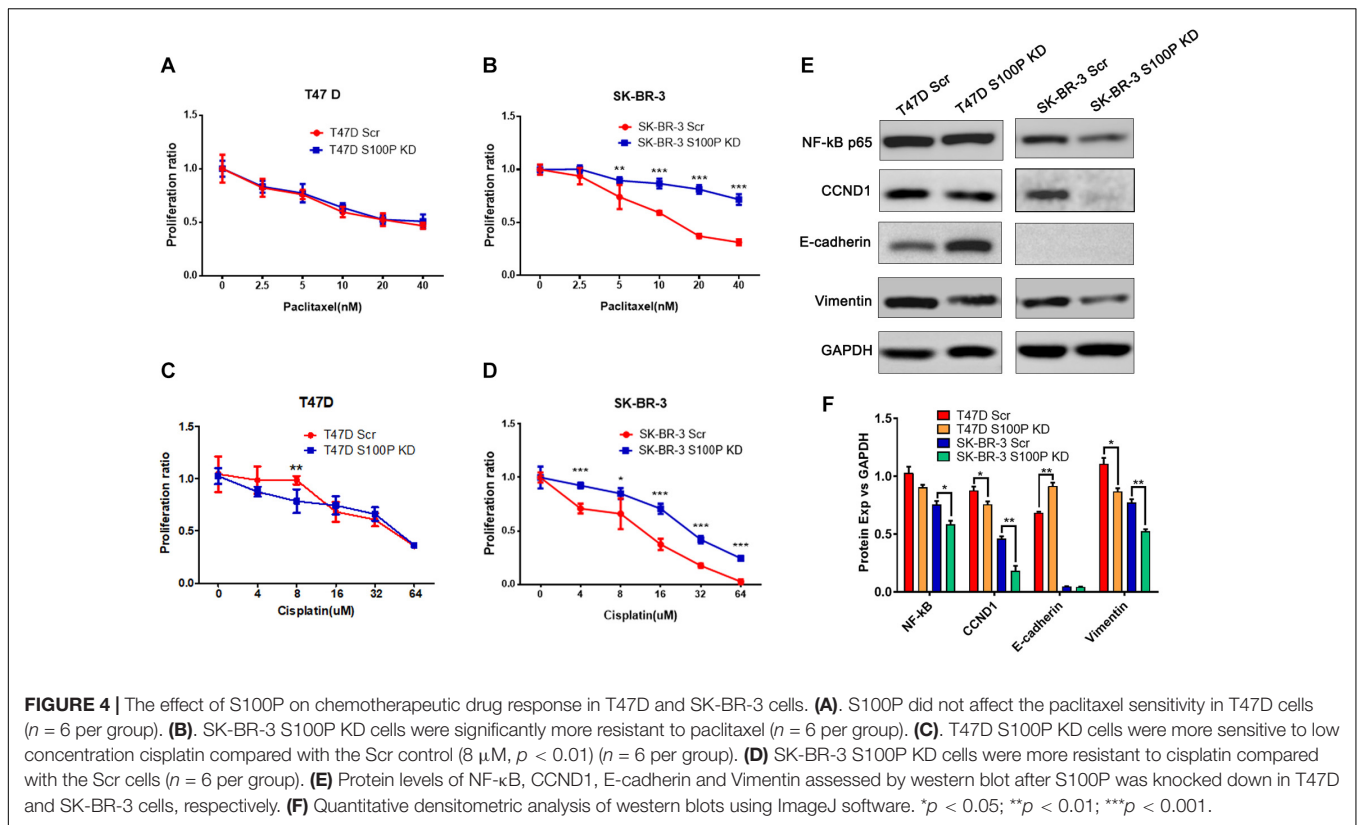 A
T47 D
T47D Scr
T47D S100P KD
Proliferation ratio
1.5
1.0
0.5
0.0
0 2.5 5 10 20 40
Paclitaxel(nM)
B
SK-BR-3
SK-BR-3 Scr
SK-BR-3 S100P KD
Proliferation ratio
1.5
1.0
0.5
0.0
** *** *** ***
0 2.5 5 10 20 40
Paclitaxel(nM)
C
T47D
T47D Scr
T47D S100P KD
Proliferation ratio
1.5
1.0
0.5
0.0
**
0 4 8 16 32 64
Cisplatin(uM)
D
SK-BR-3
SK-BR-3 Scr
SK-BR-3 S100P KD
Proliferation ratio
1.5
1.0
0.5
0.0
*** * *** *** ***
0 4 8 16 32 64
Cisplatin(uM)
E
T47D Scr
T47D S100P KD
SK-BR-3 Scr
SK-BR-3 S100P KD
NF-kB p65
CCND1
E-cadherin
Vimentin
GAPDH
F
T47D Scr
T47D S100P KD
SK-BR-3 Scr
SK-BR-3 S100P KD
Protein Exp vs GAPDH
1.5
1.0
0.5
0.0
* * ** ** * **
NF-kB
CCND1
E-cadherin
Vimentin
FIGURE 4 | The effect of S100P on chemotherapeutic drug response in T47D and SK-BR-3 cells. (A). S100P did not affect the paclitaxel sensitivity in T47D cells
(n = 6 per group). (B). SK-BR-3 S100P KD cells were significantly more resistant to paclitaxel (n = 6 per group). (C). T47D S100P KD cells were more sensitive to low
concentration cisplatin compared with the Scr control (8 μM, p < 0.01) (n = 6 per group). (D) SK-BR-3 S100P KD cells were more resistant to cisplatin compared
with the Scr cells (n = 6 per group). (E) Protein levels of NF-κB, CCND1, E-cadherin and Vimentin assessed by western blot after S100P was knocked down in T47D
and SK-BR-3 cells, respectively. (F) Quantitative densitometric analysis of western blots using ImageJ software. *p < 0.05; **p < 0.01; ***p < 0.001.